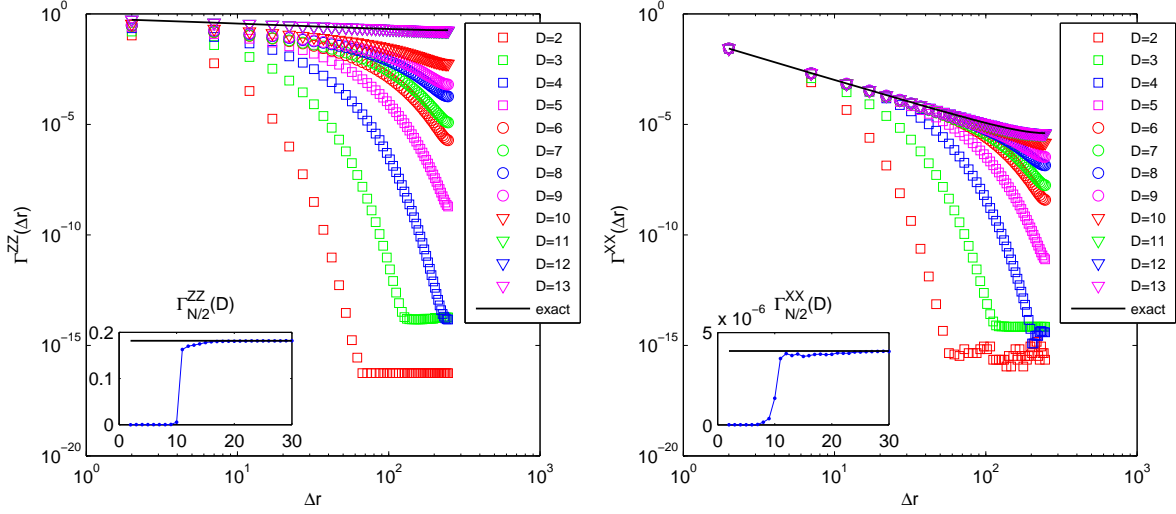 10^0
10^-5
10^-10
10^-15
10^-20
Γ^ZZ(Δr)
10^0
10^1
10^2
10^3
Δr
D=2
D=3
D=4
D=5
D=6
D=7
D=8
D=9
D=10
D=11
D=12
D=13
exact
Γ^ZZ_N/2(D)
0.2
0.1
0
0
10
20
30
10^0
10^-5
10^-10
10^-15
10^-20
Γ^XX(Δr)
10^0
10^1
10^2
10^3
Δr
D=2
D=3
D=4
D=5
D=6
D=7
D=8
D=9
D=10
D=11
D=12
D=13
exact
x 10^-6 Γ^XX_N/2(D)
5
0
0
10
20
30